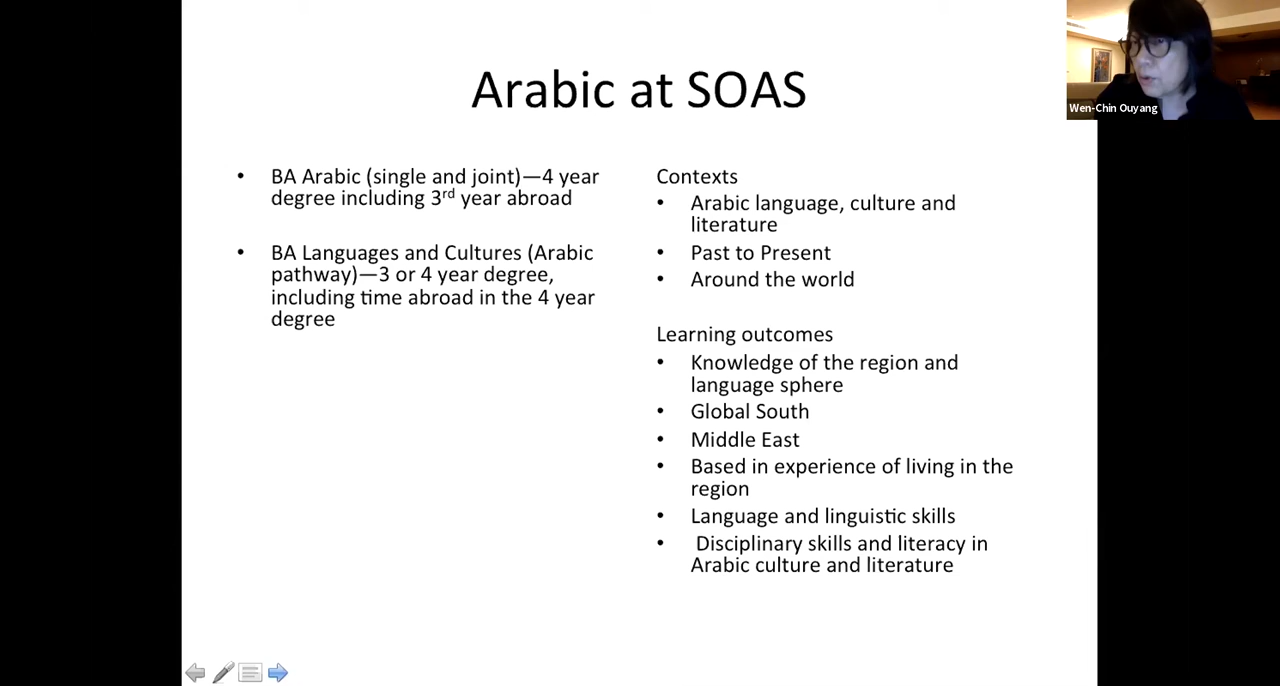 Arabic at SOAS
• BA Arabic (single and joint)—4 year
degree including 3rd year abroad
• BA Languages and Cultures (Arabic
pathway)—3 or 4 year degree,
including time abroad in the 4 year
degree
Contexts
• Arabic language, culture and
literature
• Past to Present
• Around the world
Learning outcomes
• Knowledge of the region and
language sphere
• Global South
• Middle East
• Based in experience of living in the
region
• Language and linguistic skills
• Disciplinary skills and literacy in
Arabic culture and literature
Wen-Chin Ouyang